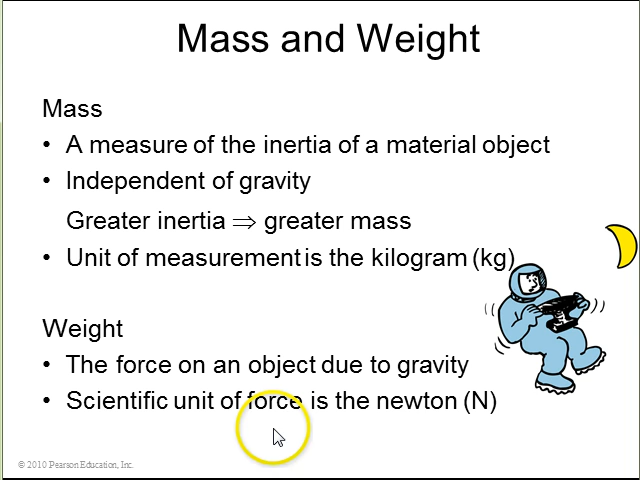 Mass and Weight
Mass
• A measure of the inertia of a material object
• Independent of gravity
Greater inertia ⇒ greater mass
• Unit of measurement is the kilogram (kg)
Weight
• The force on an object due to gravity
• Scientific unit of force is the newton (N)
© 2010 Pearson Education, Inc.